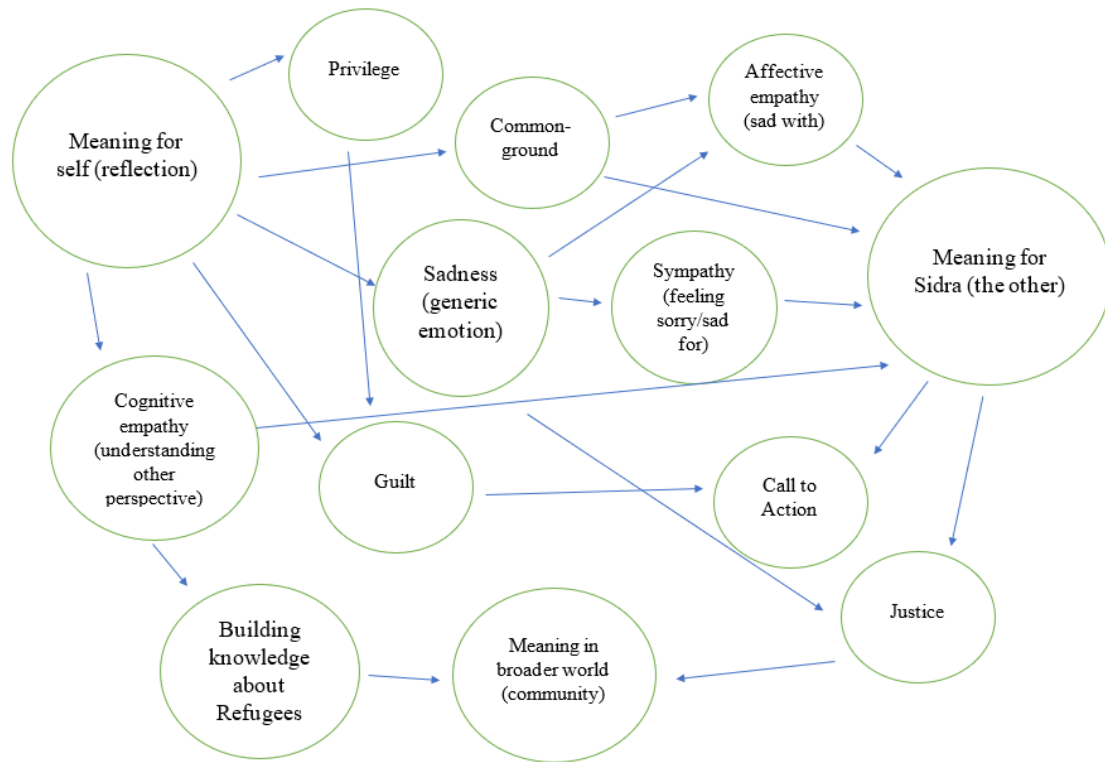 Privilege
Affective
empathy
(sad with)
Meaning for
self (reflection)
Common-
ground
Sadness
(generic
emotion)
Sympathy
(feeling
sorry/sad
for)
Meaning for
Sidra (the other)
Cognitive
empathy
(understanding
other
perspective)
Guilt
Call to
Action
Justice
Building
knowledge
about
Refugees
Meaning in
broader world
(community)